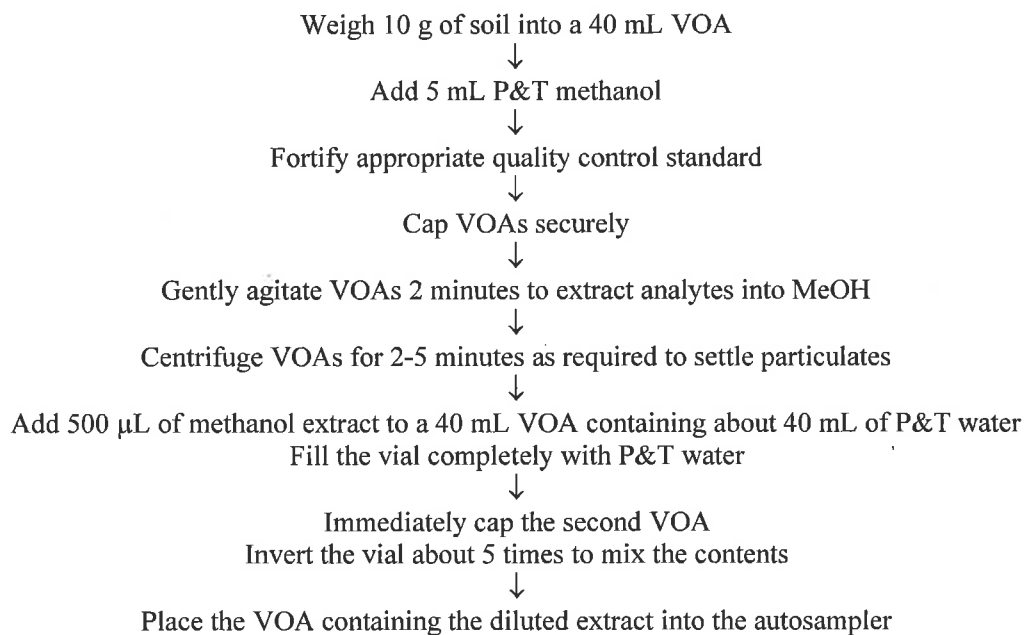 Weigh 10 g of soil into a 40 mL VOA
↓
Add 5 mL P&T methanol
↓
Fortify appropriate quality control standard
↓
Cap VOAs securely
↓
Gently agitate VOAs 2 minutes to extract analytes into MeOH
↓
Centrifuge VOAs for 2-5 minutes as required to settle particulates
↓
Add 500 μL of methanol extract to a 40 mL VOA containing about 40 mL of P&T water
Fill the vial completely with P&T water
↓
Immediately cap the second VOA
Invert the vial about 5 times to mix the contents
↓
Place the VOA containing the diluted extract into the autosampler